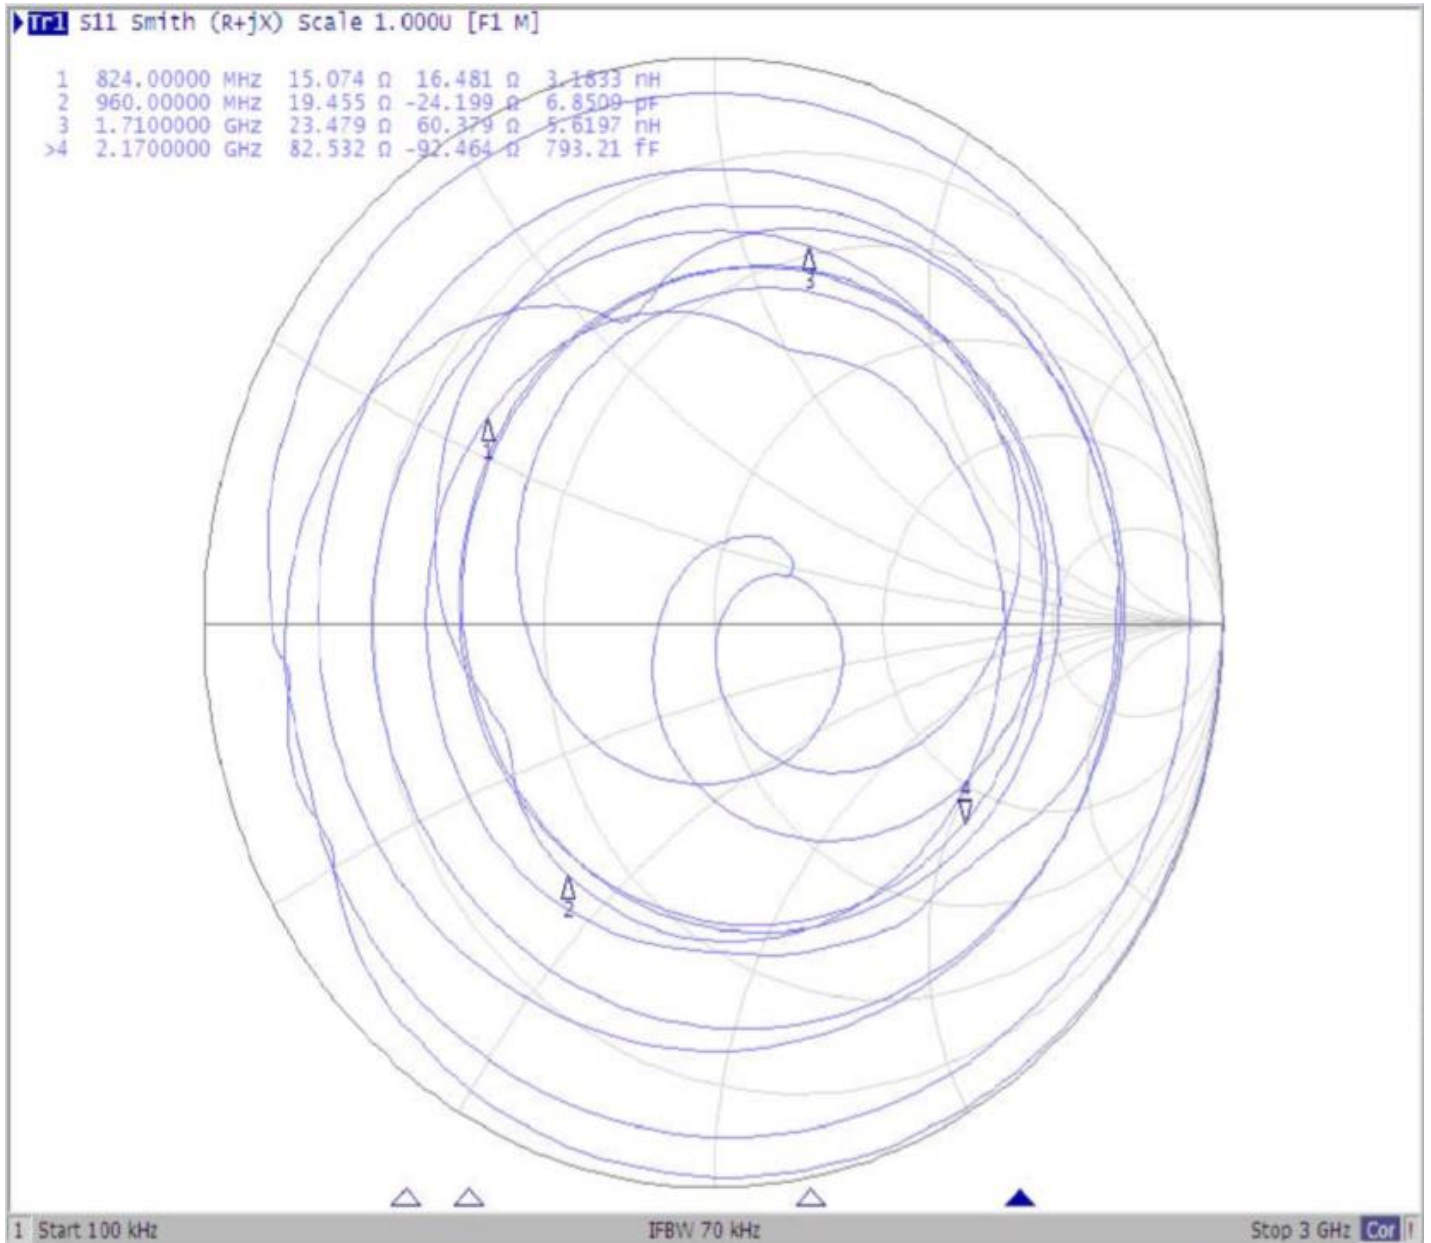 Tr1 S11 Smith (R+jX) Scale 1.000U [F1 M]
1 824.00000 MHz 15.074 Ω 16.481 Ω 3.1833 nH
2 960.00000 MHz 19.455 Ω -24.199 Ω 6.8509 pF
3 1.7100000 GHz 23.479 Ω 60.379 Ω 5.6197 nH
>4 2.1700000 GHz 82.532 Ω -92.464 Ω 793.21 fF
3
1
4
2
1 Start 100 kHz IFBW 70 kHz Stop 3 GHz Cor !